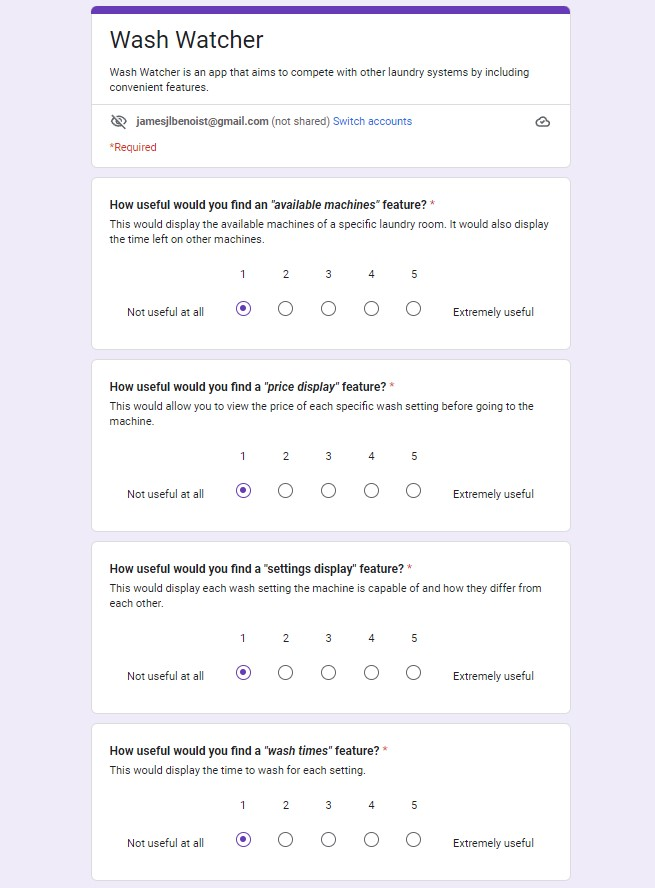 Wash Watcher
Wash Watcher is an app that aims to compete with other laundry systems by including
convenient features.
jamesjlbenoist@gmail.com (not shared) Switch accounts
*Required
How useful would you find an "available machines" feature? *
This would display the available machines of a specific laundry room. It would also display
the time left on other machines.
1 2 3 4 5
Not useful at all Extremely useful
How useful would you find a "price display" feature? *
This would allow you to view the price of each specific wash setting before going to the
machine.
1 2 3 4 5
Not useful at all Extremely useful
How useful would you find a "settings display" feature? *
This would display each wash setting the machine is capable of and how they differ from
each other.
1 2 3 4 5
Not useful at all Extremely useful
How useful would you find a "wash times" feature? *
This would display the time to wash for each setting.
1 2 3 4 5
Not useful at all Extremely useful